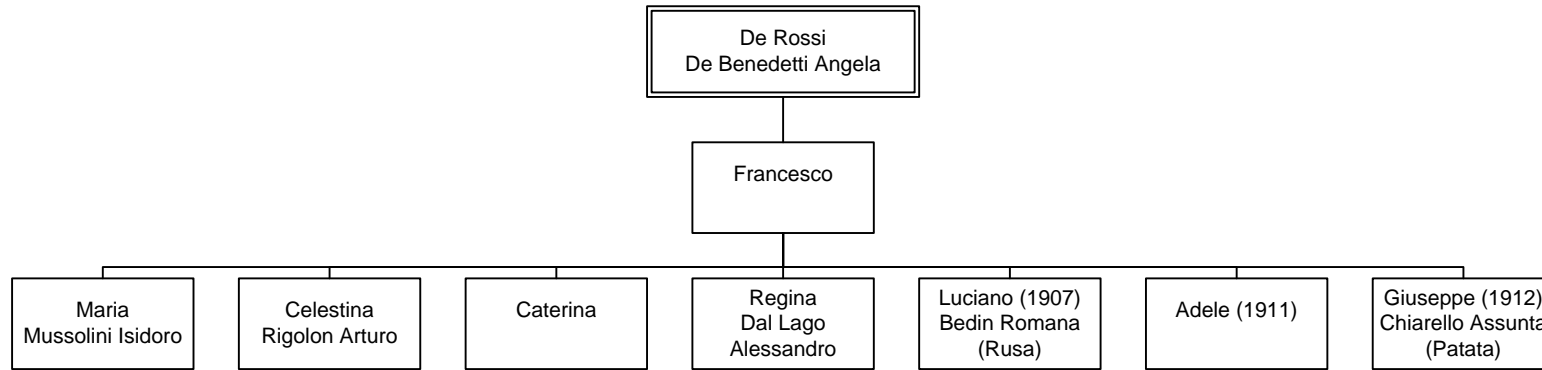 De Rossi
De Benedetti Angela
Francesco
Maria
Mussolini Isidoro
Celestina
Rigolon Arturo
Caterina
Regina
Dal Lago
Alessandro
Luciano (1907)
Bedin Romana
(Rusa)
Adele (1911)
Giuseppe (1912)
Chiarello Assunta
(Patata)